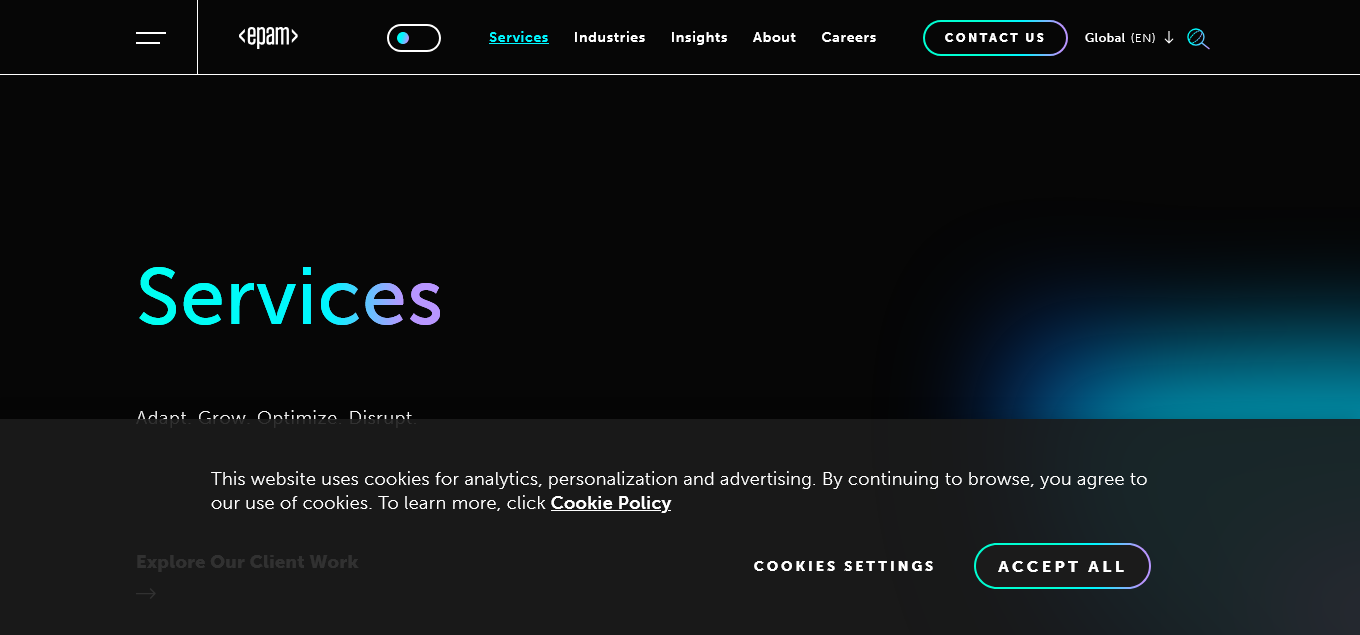 <epam>
Services
Industries
Insights
About
Careers
CONTACT US
Global (EN)
Services
Adapt. Grow. Optimize. Disrupt.
This website uses cookies for analytics, personalization and advertising. By continuing to browse, you agree to
our use of cookies. To learn more, click Cookie Policy
Explore Our Client Work
COOKIES SETTINGS
ACCEPT ALL